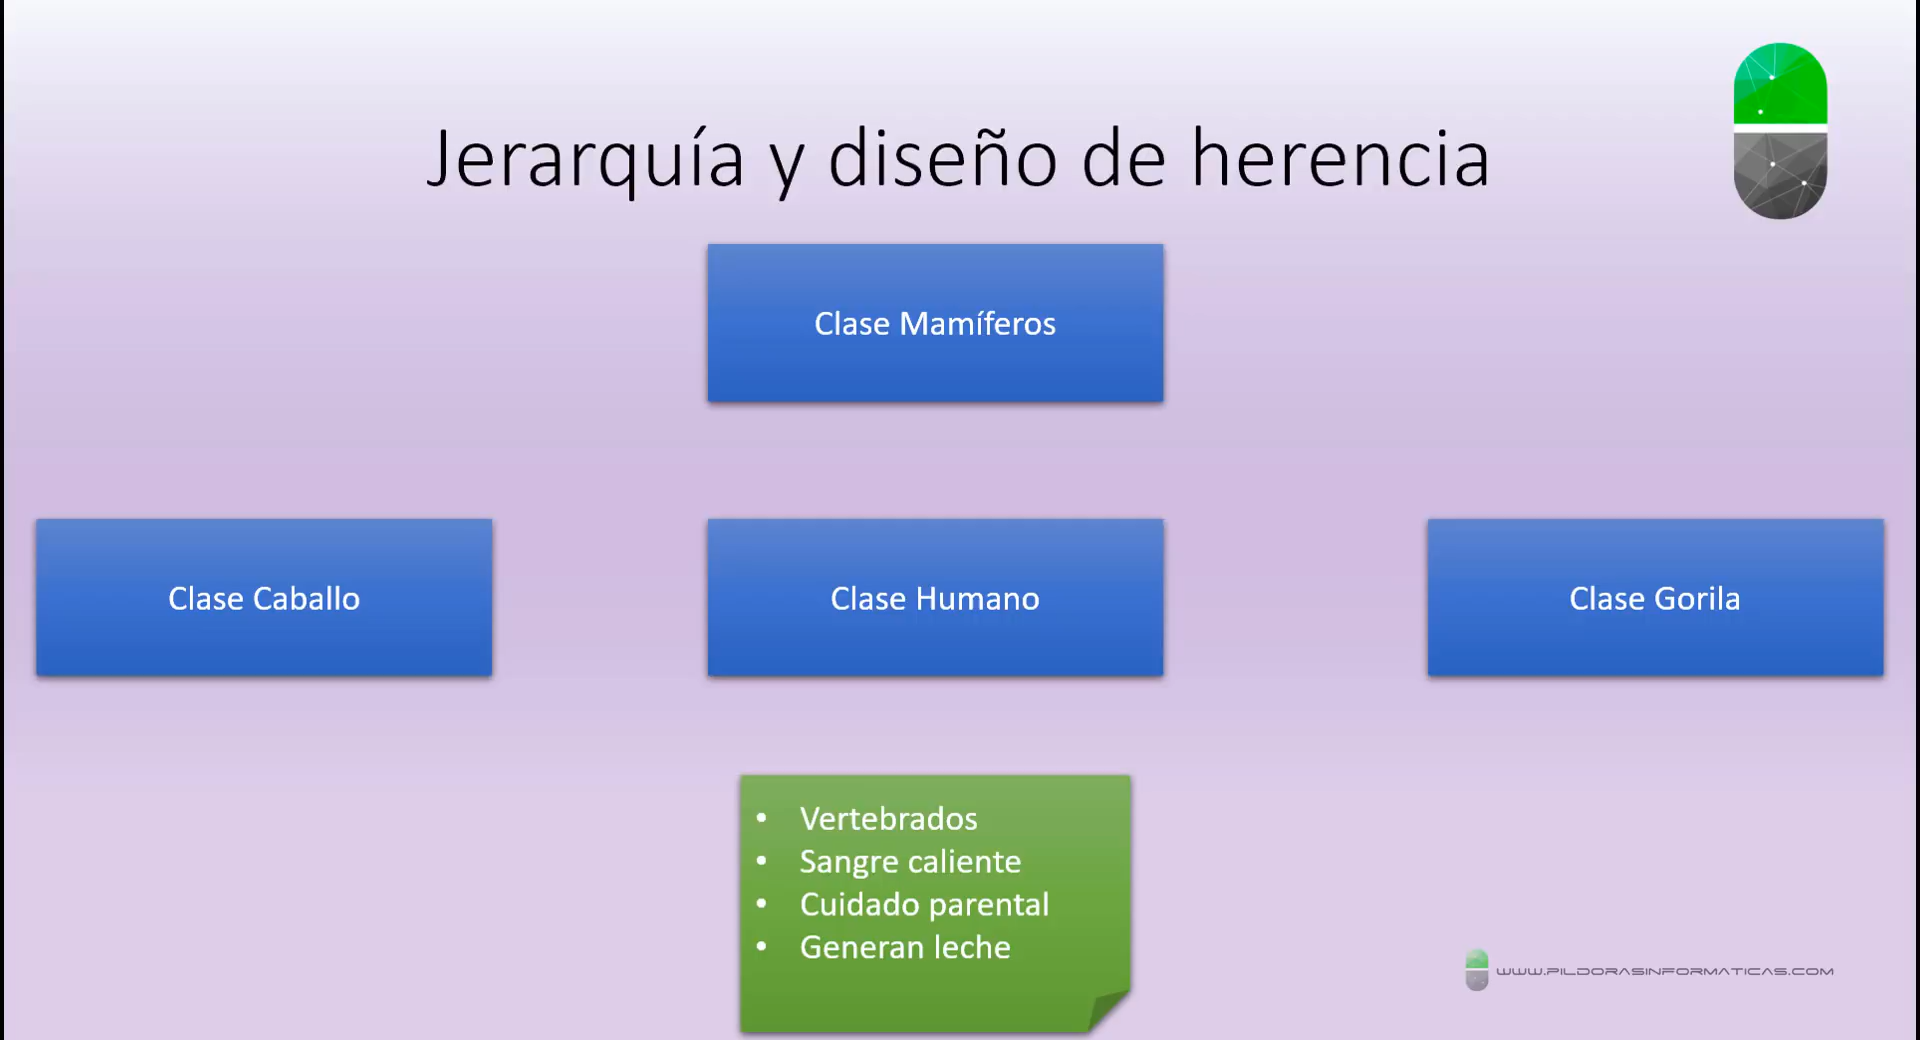 Jerarquía y diseño de herencia
Clase Mamíferos
Clase Caballo
Clase Humano
Clase Gorila
• Vertebrados
• Sangre caliente
• Cuidado parental
• Generan leche
WWW.PILDORASINFORMATICAS.COM